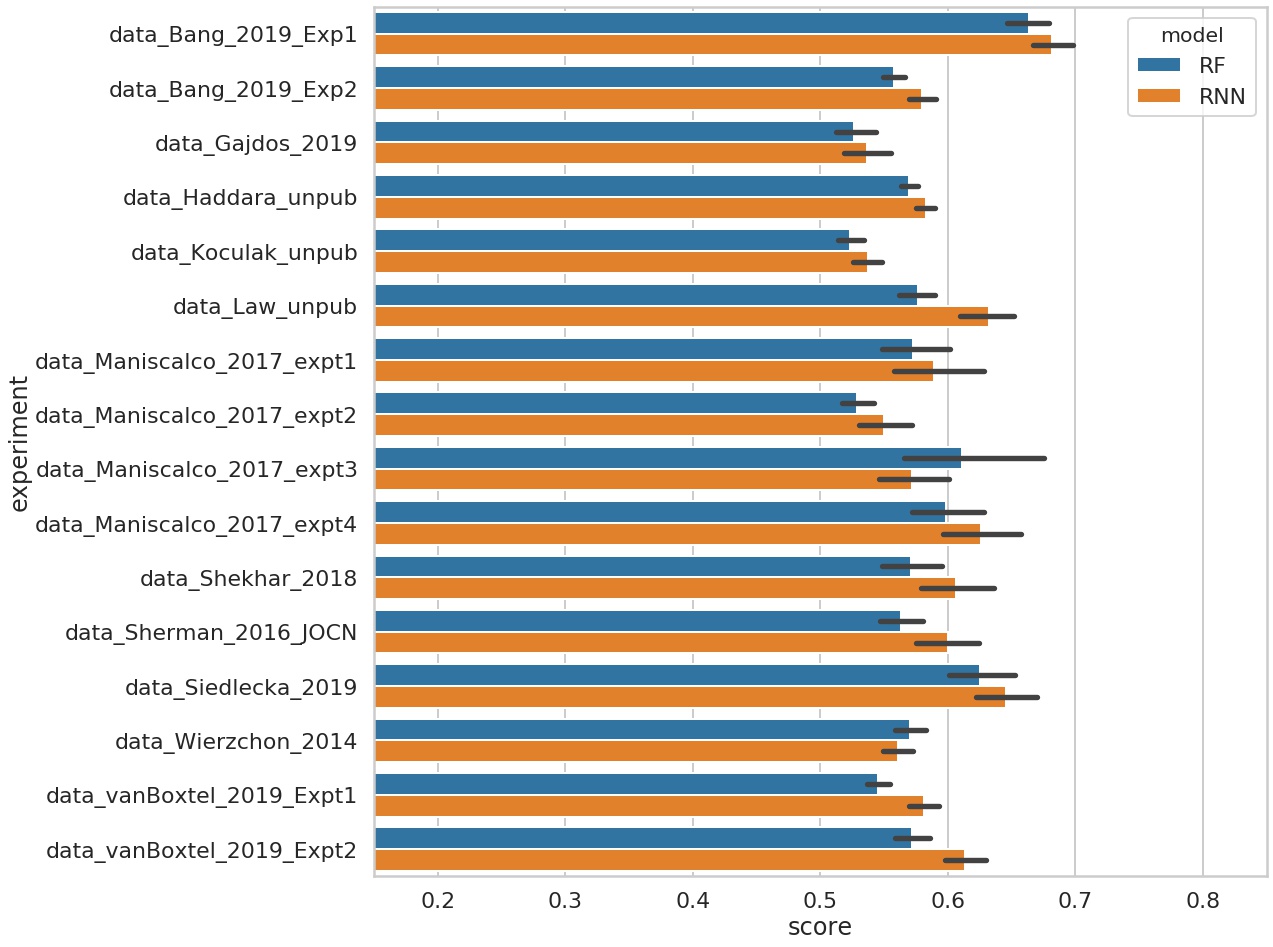 data_Bang_2019_Exp1
data_Bang_2019_Exp2
data_Gajdos_2019
data_Haddara_unpub
data_Koculak_unpub
data_Law_unpub
data_Maniscalco_2017_expt1
data_Maniscalco_2017_expt2
data_Maniscalco_2017_expt3
data_Maniscalco_2017_expt4
data_Shekhar_2018
data_Sherman_2016_JOCN
data_Siedlecka_2019
data_Wierzchon_2014
data_vanBoxtel_2019_Expt1
data_vanBoxtel_2019_Expt2
experiment
0.2 0.3 0.4 0.5 0.6 0.7 0.8
score
model
RF
RNN